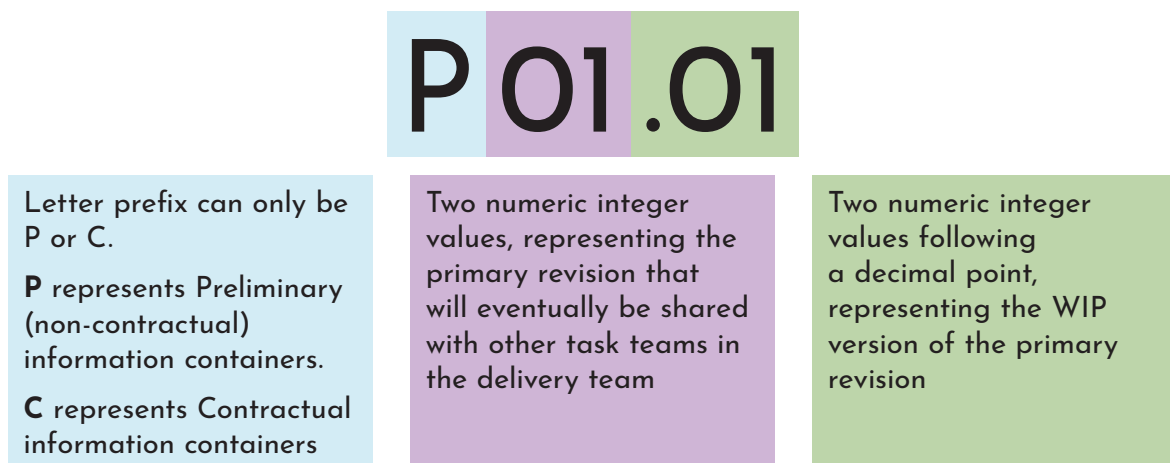 P01.01
Letter prefix can only be
P or C.
P represents Preliminary
(non-contractual)
information containers.
C represents Contractual
information containers
Two numeric integer
values, representing the
primary revision that
will eventually be shared
with other task teams in
the delivery team
Two numeric integer
values following
a decimal point,
representing the WIP
version of the primary
revision